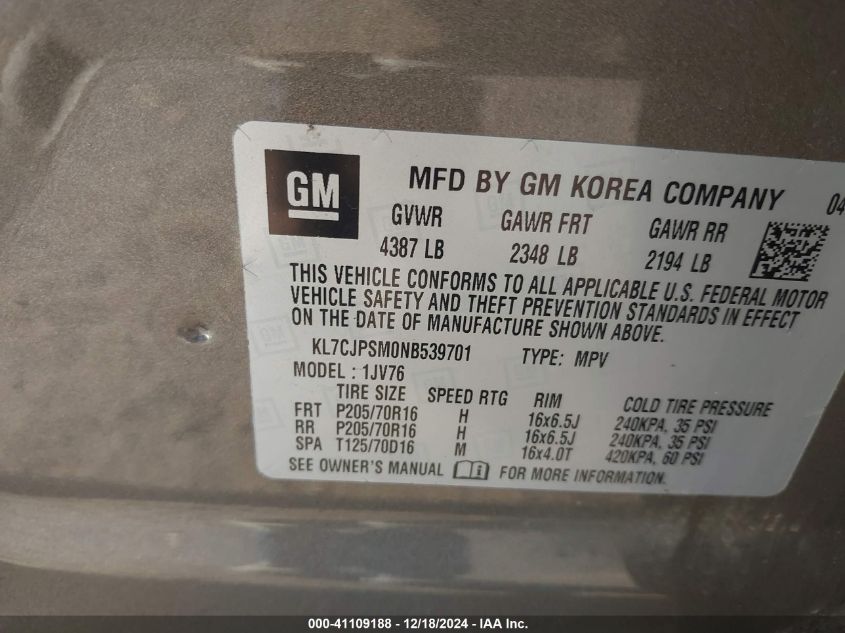 GM
MFD BY GM KOREA COMPANY 04
GVWR GAWR FRT GAWR RR
4387 LB 2348 LB 2194 LB
THIS VEHICLE CONFORMS TO ALL APPLICABLE U.S. FEDERAL MOTOR
VEHICLE SAFETY AND THEFT PREVENTION STANDARDS IN EFFECT
ON THE DATE OF MANUFACTURE SHOWN ABOVE.
KL7CJPSM0NB539701 TYPE: MPV
MODEL : 1JV76
TIRE SIZE SPEED RTG RIM COLD TIRE PRESSURE
FRT P205/70R16 H 16x6.5J 240KPA, 35 PSI
RR P205/70R16 H 16x6.5J 240KPA, 35 PSI
SPA T125/70D16 M 16x4.0T 420KPA, 60 PSI
SEE OWNER'S MANUAL FOR MORE INFORMATION.
000-41109188 - 12/18/2024 - IAA Inc.